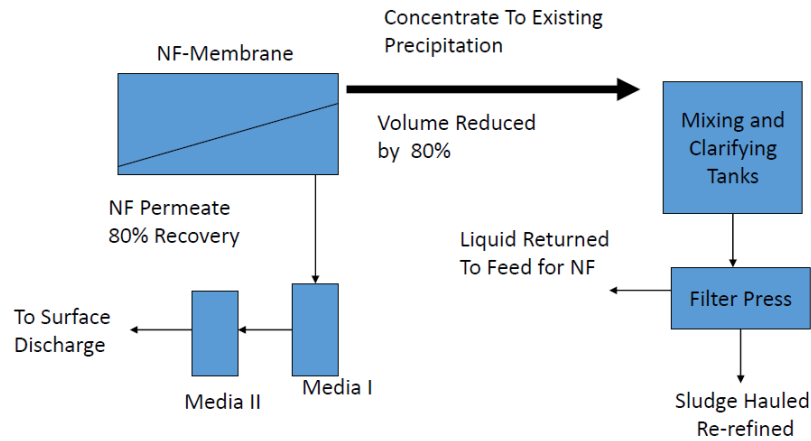 Concentrate To Existing
Precipitation
NF-Membrane
Volume Reduced
by 80%
Mixing and
Clarifying
Tanks
NF Permeate
80% Recovery
Liquid Returned
To Feed for NF
Filter Press
To Surface
Discharge
Media II
Media I
Sludge Hauled
Re-refined